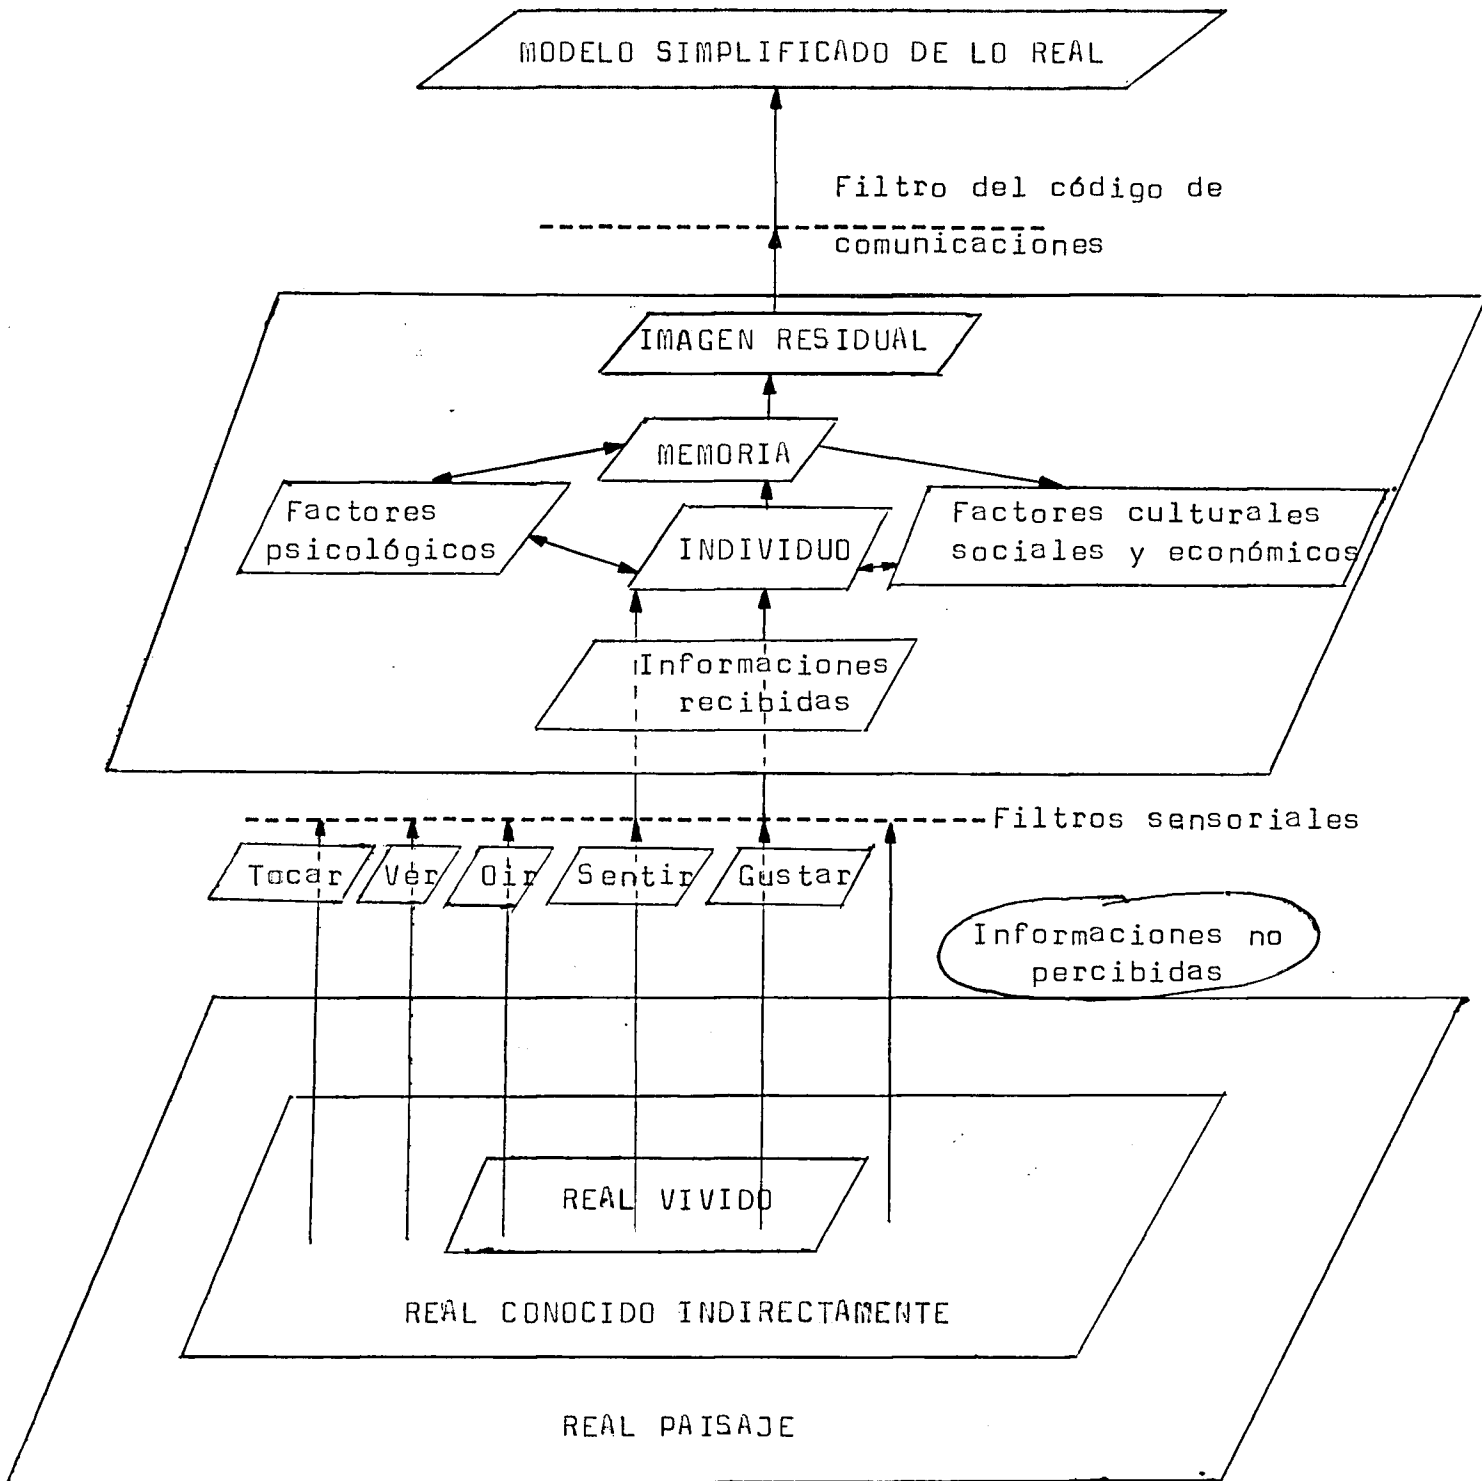 MODELO SIMPLIFICADO DE LO REAL
Filtro del código de
comunicaciones
IMAGEN RESIDUAL
MEMORIA
Factores
psicológicos
INDIVIDUO
Factores culturales
sociales y económicos
Informaciones
recibidas
Filtros sensoriales
Tocar
Ver
Oir
Sentir
Gustar
Informaciones no
percibidas
REAL VIVIDO
REAL CONOCIDO INDIRECTAMENTE
REAL PAISAJE